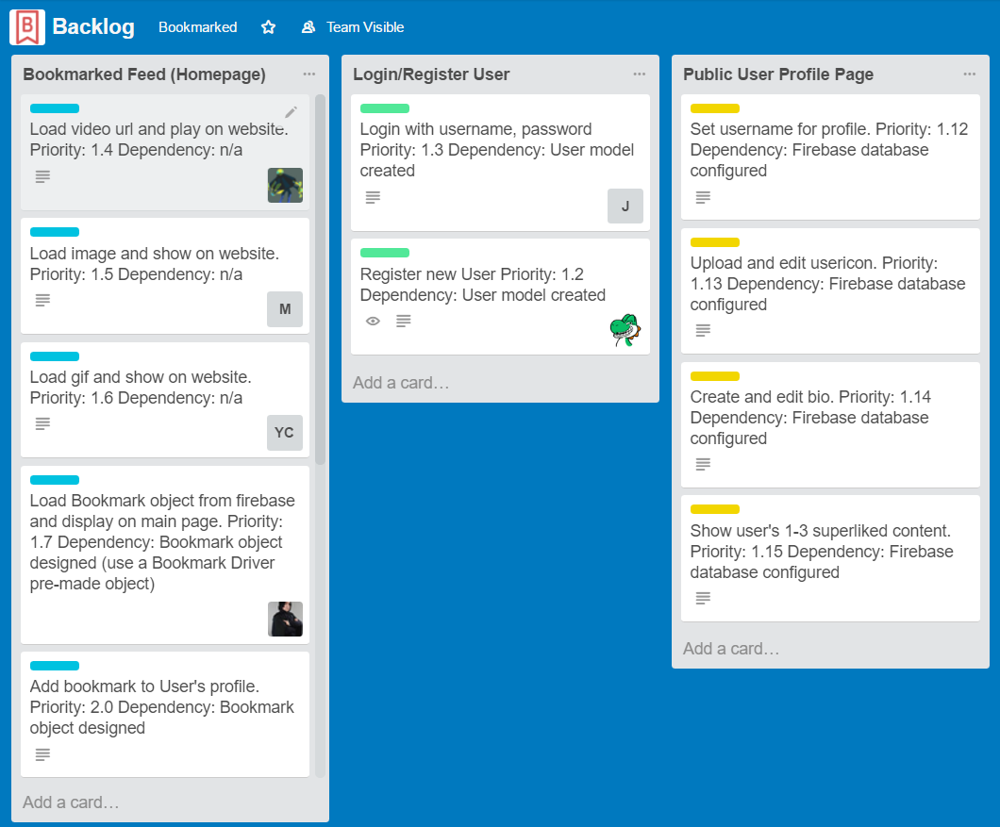 B Backlog Bookmarked Team Visible
Bookmarked Feed (Homepage)
Load video url and play on website.
Priority: 1.4 Dependency: n/a
Load image and show on website.
Priority: 1.5 Dependency: n/a
M
Load gif and show on website.
Priority: 1.6 Dependency: n/a
YC
Load Bookmark object from firebase
and display on main page. Priority:
1.7 Dependency: Bookmark object
designed (use a Bookmark Driver
pre-made object)
Add bookmark to User's profile.
Priority: 2.0 Dependency: Bookmark
object designed
Add a card…
Login/Register User
Login with username, password
Priority: 1.3 Dependency: User model
created
J
Register new User Priority: 1.2
Dependency: User model created
Add a card…
Public User Profile Page
Set username for profile. Priority: 1.12
Dependency: Firebase database
configured
Upload and edit usericon. Priority:
1.13 Dependency: Firebase database
configured
Create and edit bio. Priority: 1.14
Dependency: Firebase database
configured
Show user's 1-3 superliked content.
Priority: 1.15 Dependency: Firebase
database configured
Add a card…